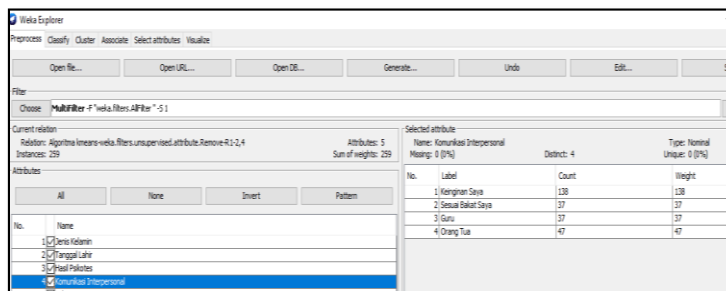 Weka Explorer
Preprocess Classify Cluster Associate Select attributes Visualize
Open file... Open URL... Open DB... Generate... Undo Edit...
Filter
Choose MultiFilter -F "weka.filters.AllFilter " -S 1
Current relation
Relation: Algoritma kmeans-weka.filters.unsupervised.attribute.Remove-R1-2,4 Attributes: 5
Instances: 259 Sum of weights: 259
Attributes
All None Invert Pattern
No. Name
1 Jenis Kelamin
2 Tanggal Lahir
3 Hasil Psikotes
4 Komunikasi Interpersonal
Selected attribute
Name: Komunikasi Interpersonal Type: Nominal
Missing: 0 (0%) Distinct: 4 Unique: 0 (0%)
No. Label Count Weight
1 Keinginan Saya 138 138
2 Sesuai Bakat Saya 37 37
3 Guru 37 37
4 Orang Tua 47 47